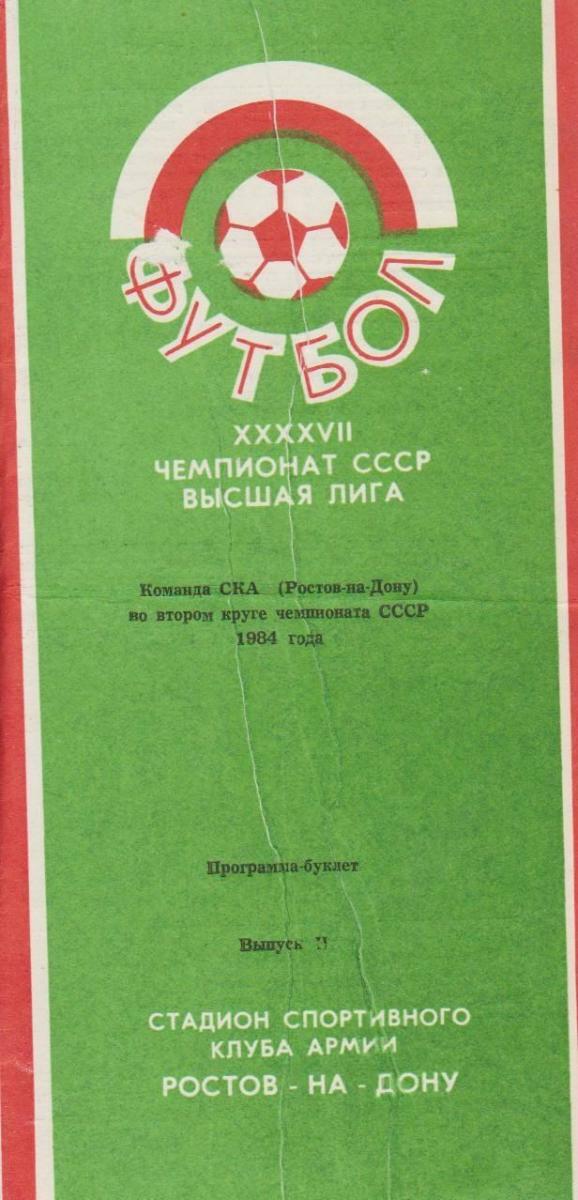 ФУТБОЛ
XXXXVII
ЧЕМПИОНАТ СССР
ВЫСШАЯ ЛИГА
Команда СКА (Ростов-на-Дону)
во втором круге чемпионата СССР
1984 года
Программа-буклет
Выпуск II
СТАДИОН СПОРТИВНОГО
КЛУБА АРМИИ
РОСТОВ - НА - ДОНУ